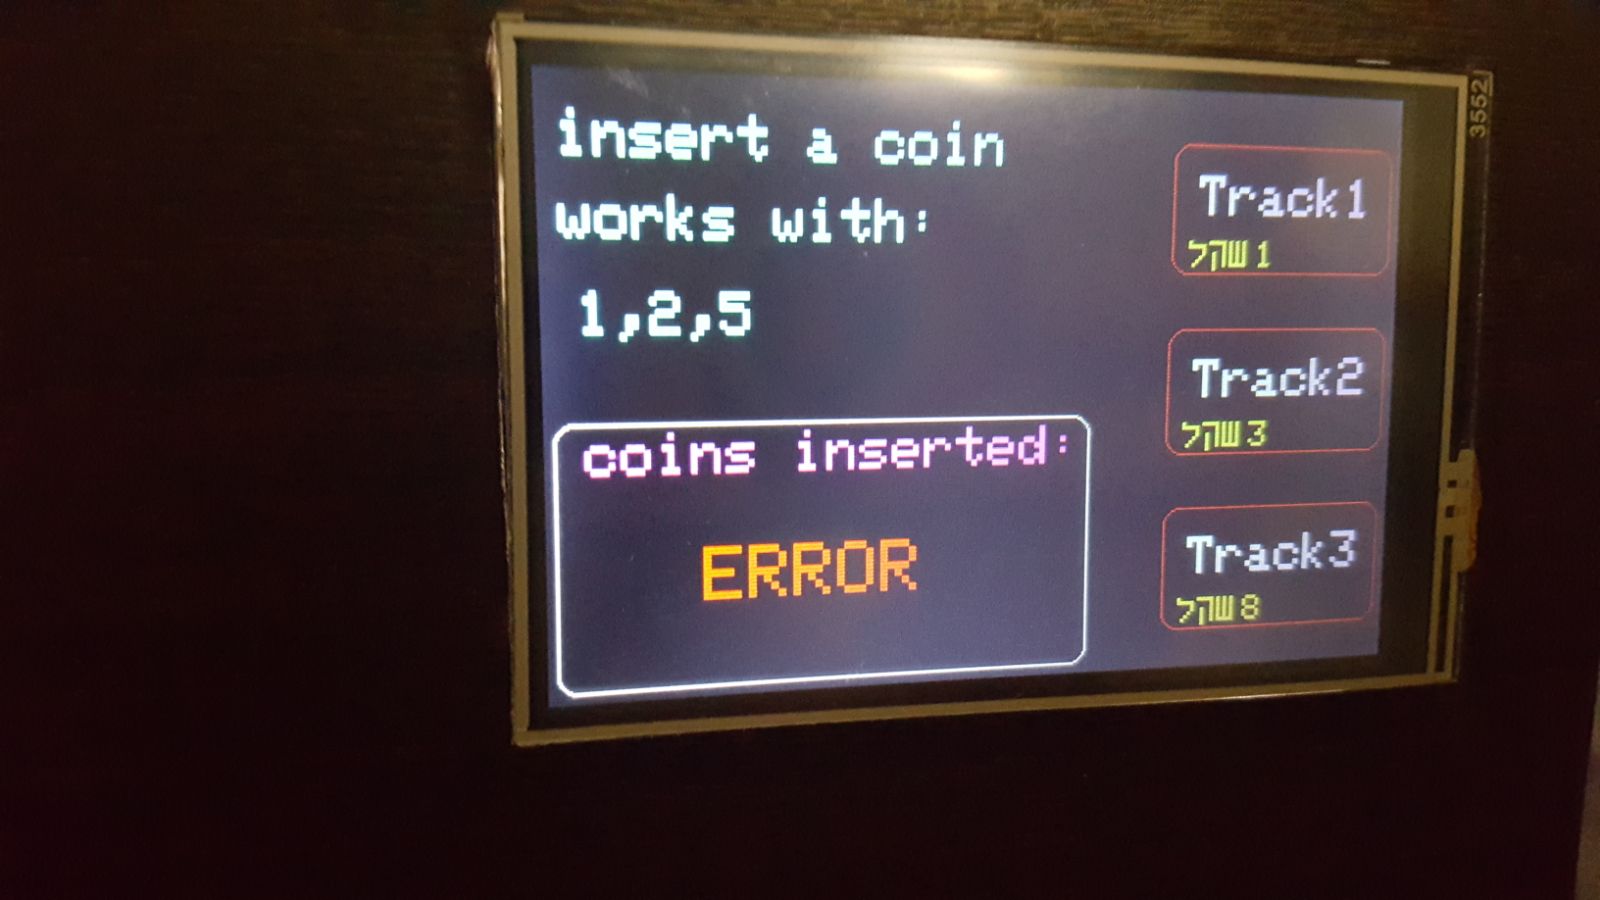 insert a coin
works with:
1,2,5
coins inserted:
ERROR
Track1
1 שקל
Track2
3 שקל
Track3
8 שקל
3552